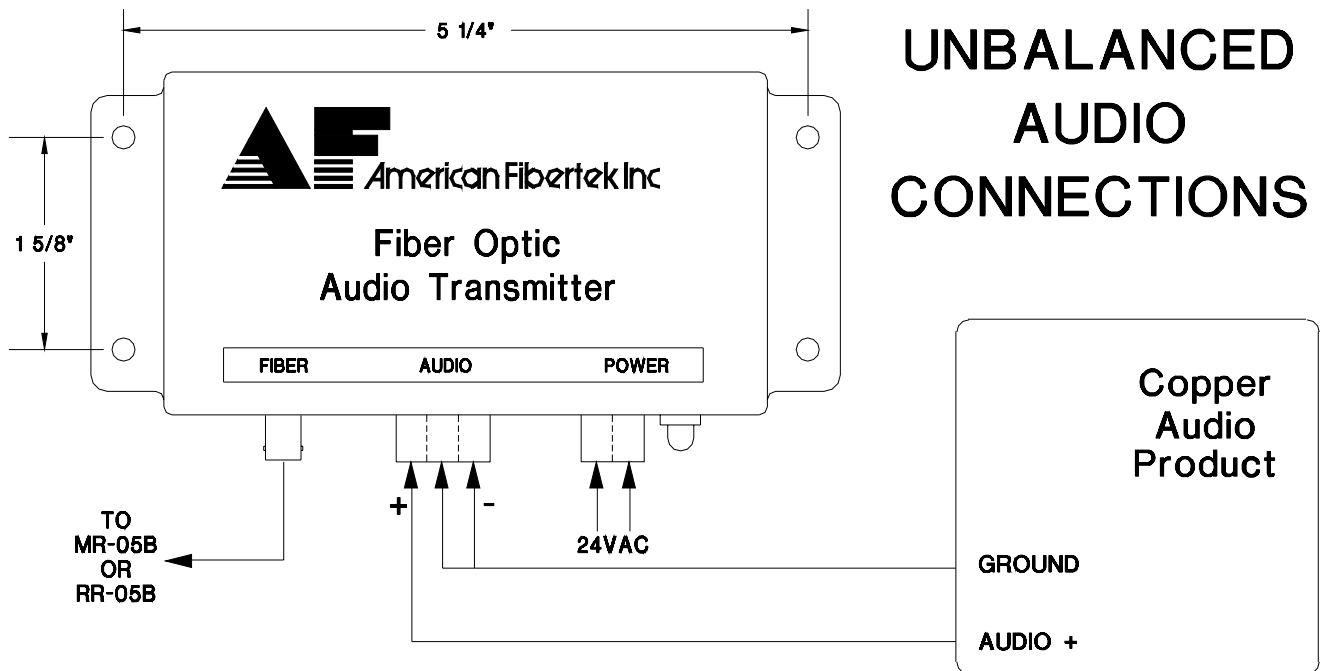 5 1/4"
UNBALANCED
AUDIO
CONNECTIONS
AF
American Fibertek Inc
1 5/8"
Fiber Optic
Audio Transmitter
FIBER
AUDIO
POWER
Copper
Audio
Product
+
-
24VAC
TO
MR-05B
OR
RR-05B
GROUND
AUDIO +